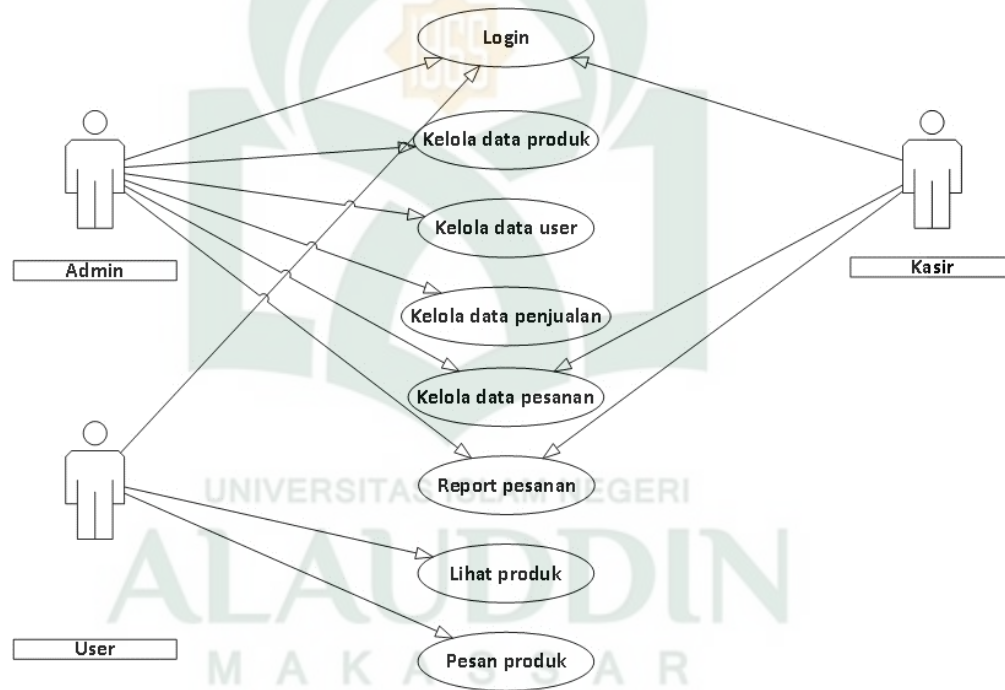 Login
Kelola data produk
Kelola data user
Admin
Kasir
Kelola data penjualan
Kelola data pesanan
Report pesanan
UNIVERSITAS ISLAM NEGERI
Lihat produk
ALAUDDIN
User
Pesan produk
MAKASSAR